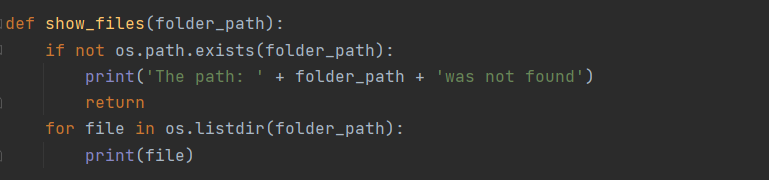 def show_files(folder_path):
    if not os.path.exists(folder_path):
        print('The path: ' + folder_path + 'was not found')
        return
    for file in os.listdir(folder_path):
        print(file)